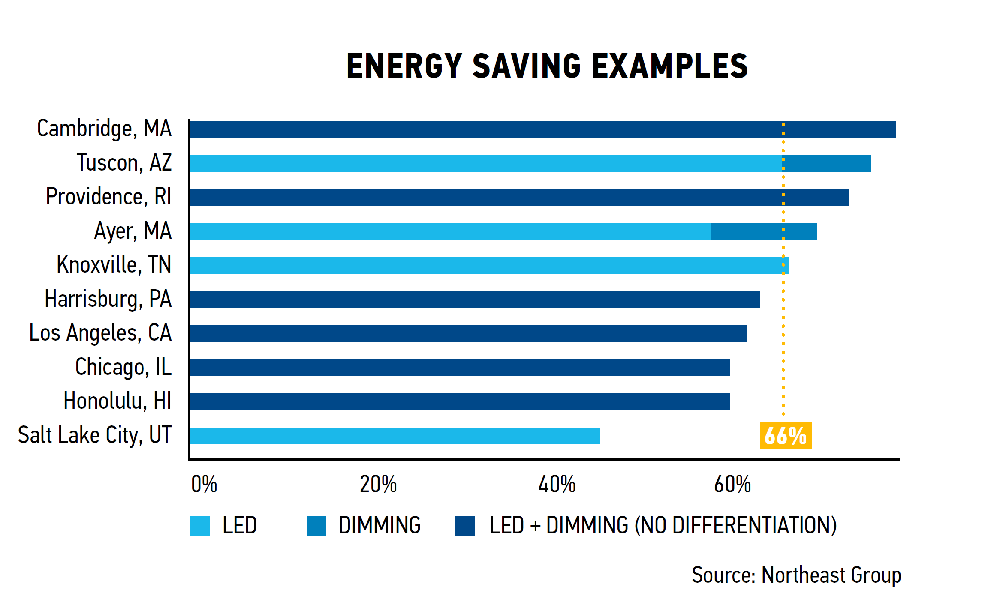 ENERGY SAVING EXAMPLES
Cambridge, MA
Tuscon, AZ
Providence, RI
Ayer, MA
Knoxville, TN
Harrisburg, PA
Los Angeles, CA
Chicago, IL
Honolulu, HI
Salt Lake City, UT
66%
0% 20% 40% 60%
LED DIMMING LED + DIMMING (NO DIFFERENTIATION)
Source: Northeast Group